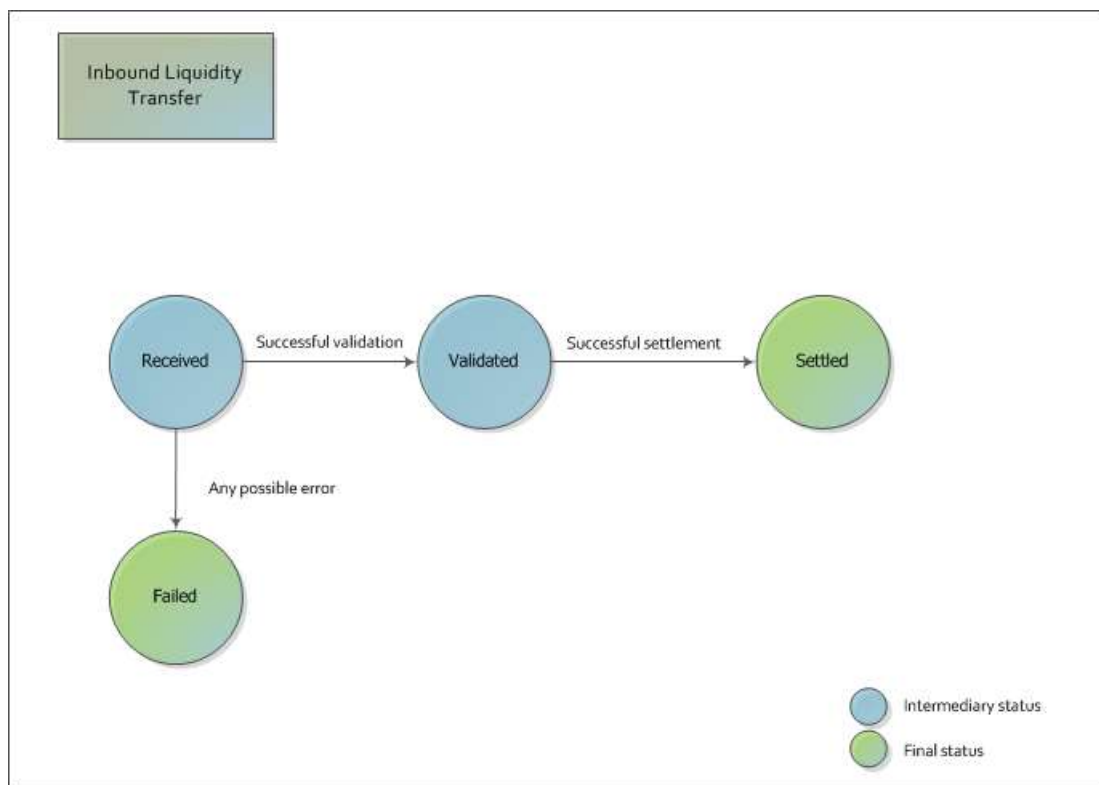 Inbound Liquidity
Transfer
Received
Successful validation
Validated
Successful settlement
Settled
Any possible error
Failed
Intermediary status
Final status